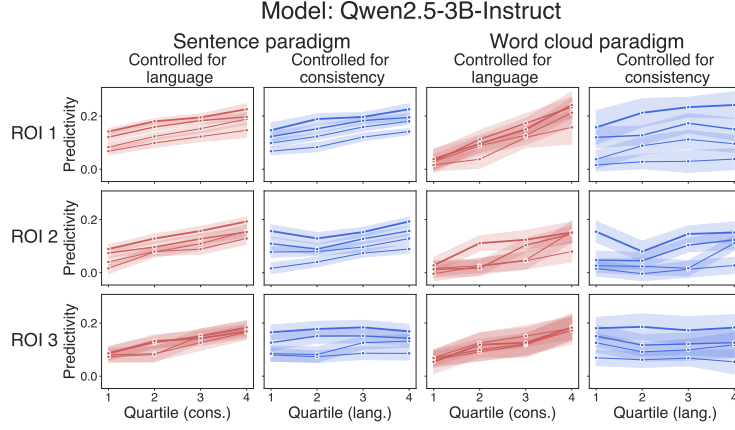 Model: Qwen2.5-3B-Instruct
Sentence paradigm
Word cloud paradigm
Controlled for
language
Controlled for
consistency
Controlled for
language
Controlled for
consistency
ROI 1
Predictivity
0.2
0.0
ROI 2
Predictivity
0.2
0.0
ROI 3
Predictivity
0.2
0.0
1 2 3 4
1 2 3 4
1 2 3 4
1 2 3 4
Quartile (cons.)
Quartile (lang.)
Quartile (cons.)
Quartile (lang.)